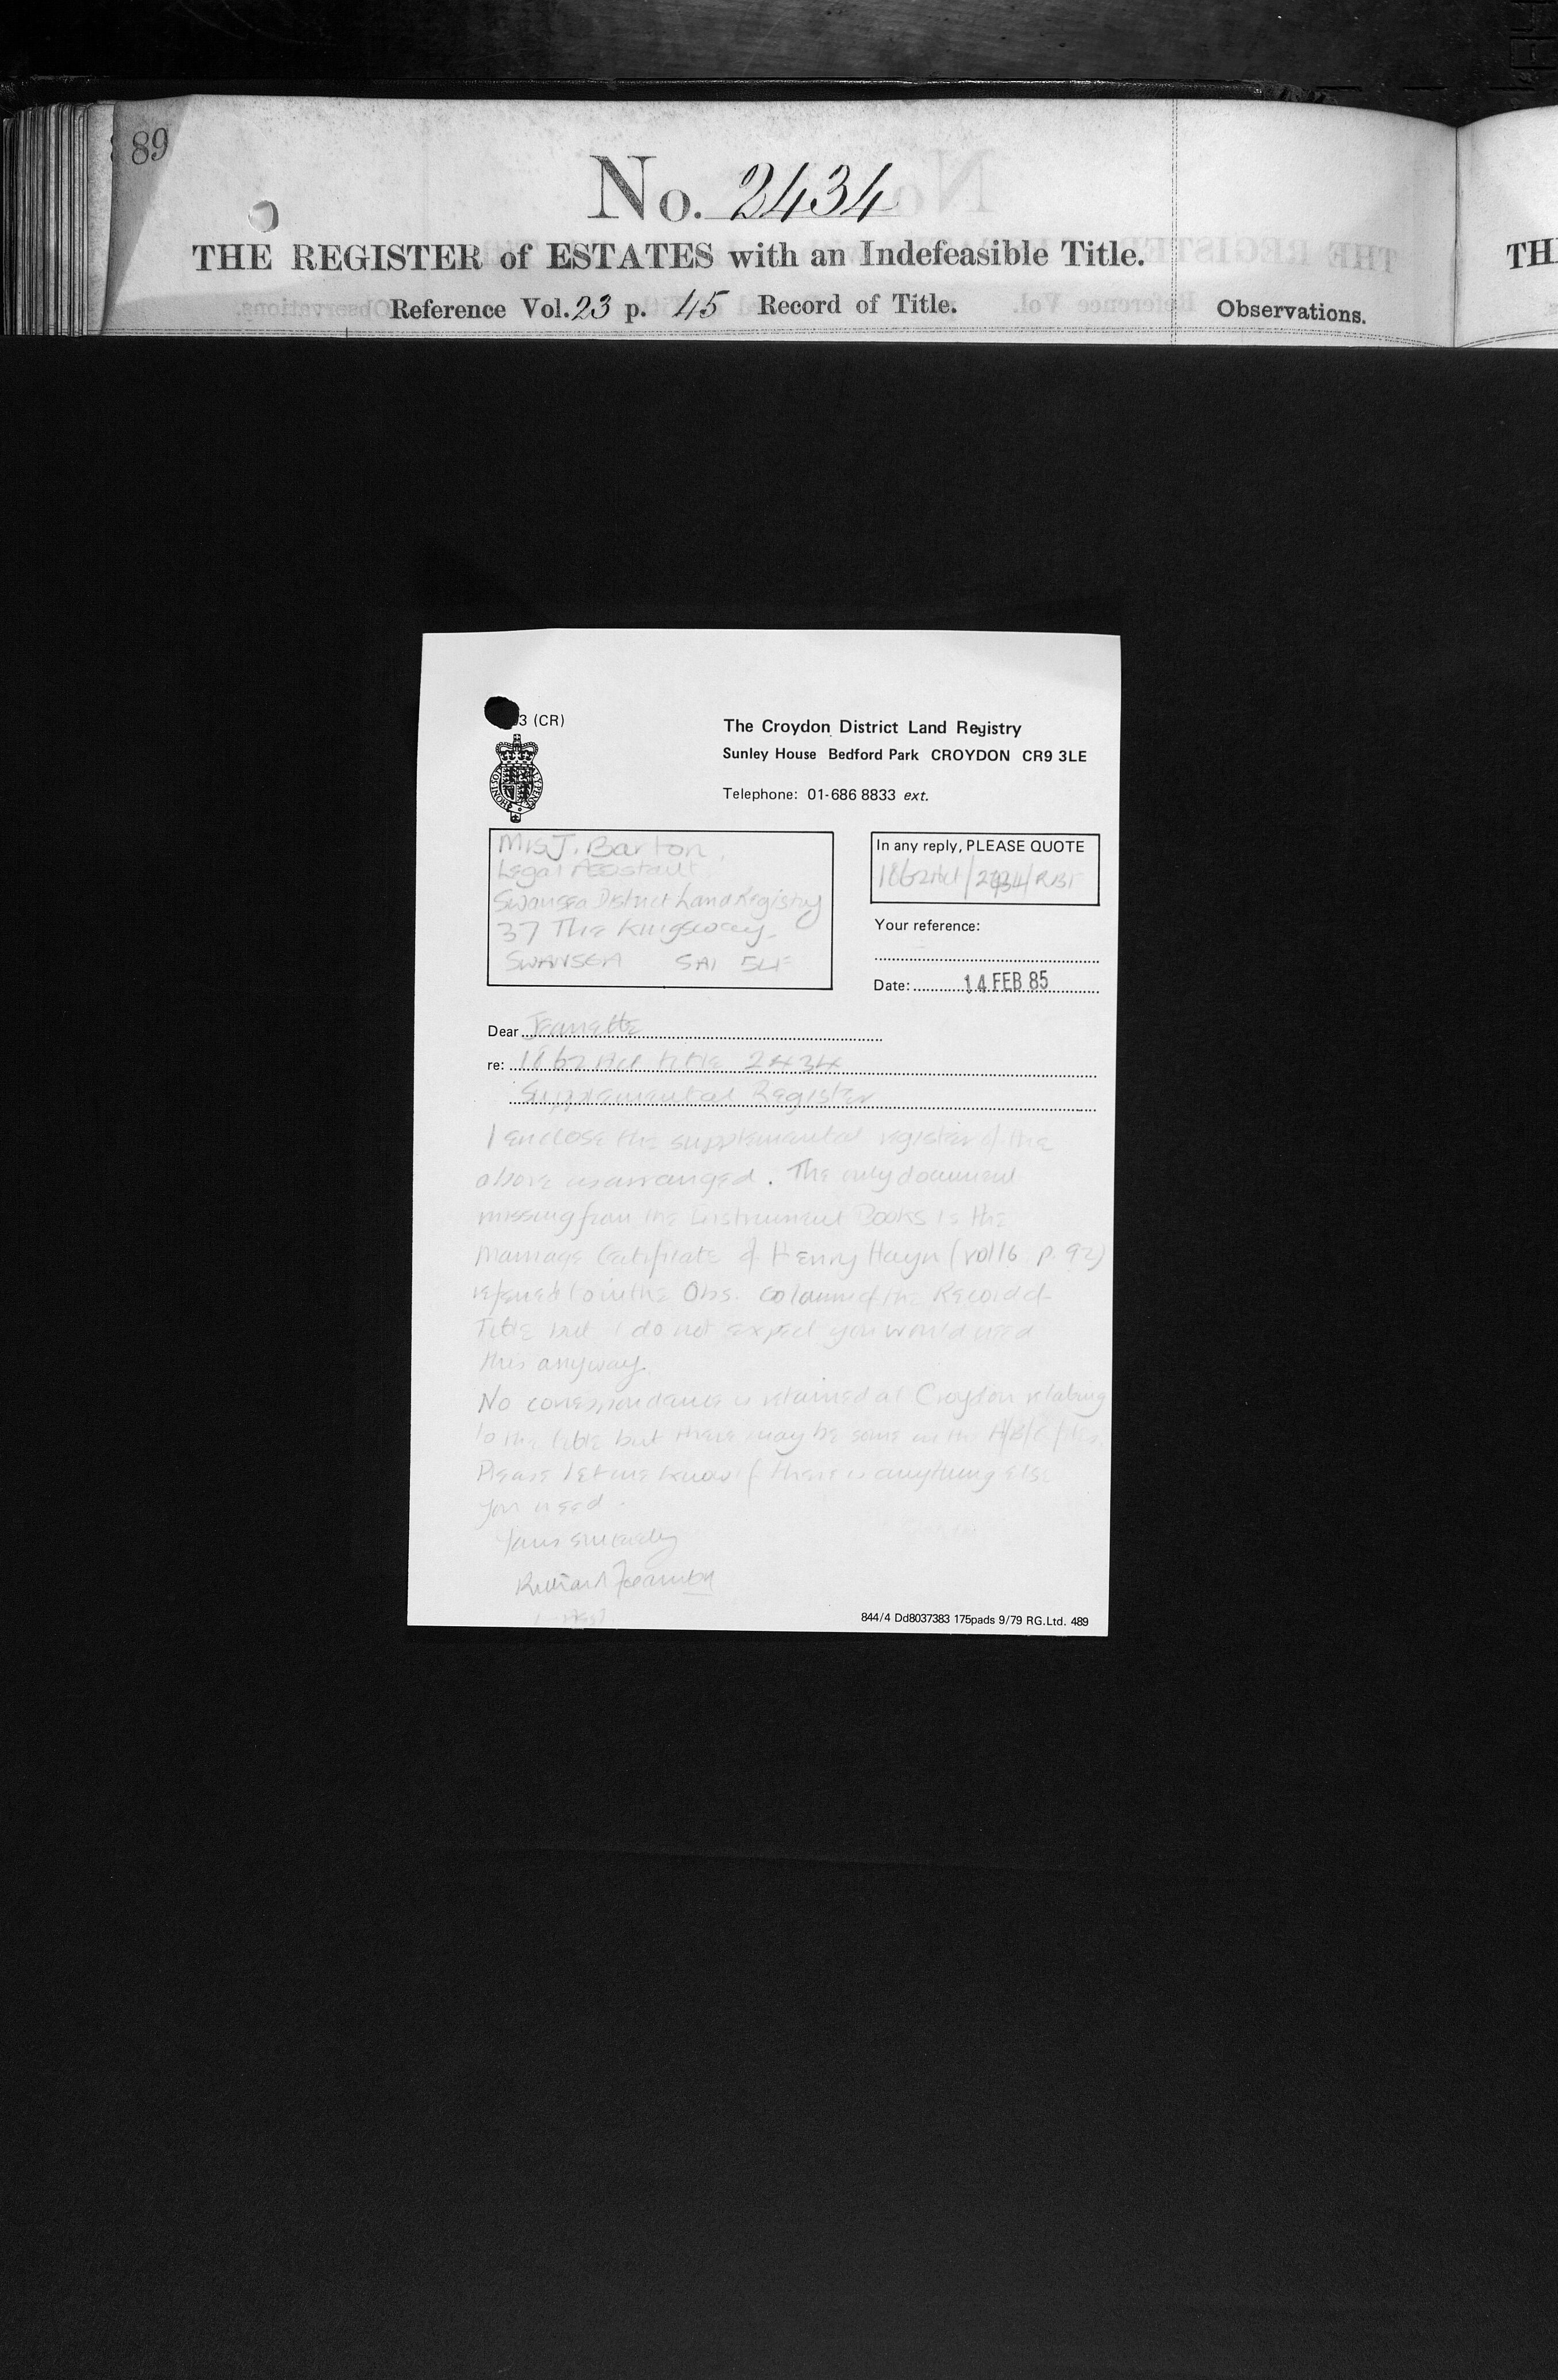 89
No. 2434
THE REGISTER of ESTATES with an Indefeasible Title.
TH
Reference Vol. 23 p. 45 Record of Title.
Observations.
3 (CR)
The Croydon District Land Registry
Sunley House Bedford Park CROYDON CR9 3LE
Telephone: 01-686 8833 ext.
Mrs J. Barton,
Legal Assistant,
Swansea District Land Registry
37 The Kingsway
SWANSEA SA1 5LF
In any reply, PLEASE QUOTE
1862 Act/2434/RBF
Your reference:
Date: 14 FEB 85
Dear Jeanette
re: 1862 Act title 2434
Supplemental Register
I enclose the supplemental register of the
above as arranged. The only document
missing from the Instrument Books is the
Marriage Certificate of Henry Hayn (vol 16 p. 92)
referred to in the Obs. column of the Record of
Title but I do not expect you would need
this anyway.
No correspondance is retained at Croydon relating
to the title but there may be some in the A/B/C files.
Please let me know if there is anything else
you need.
Yours sincerely
Richard
844/4 Dd8037383 175pads 9/79 RG.Ltd. 489